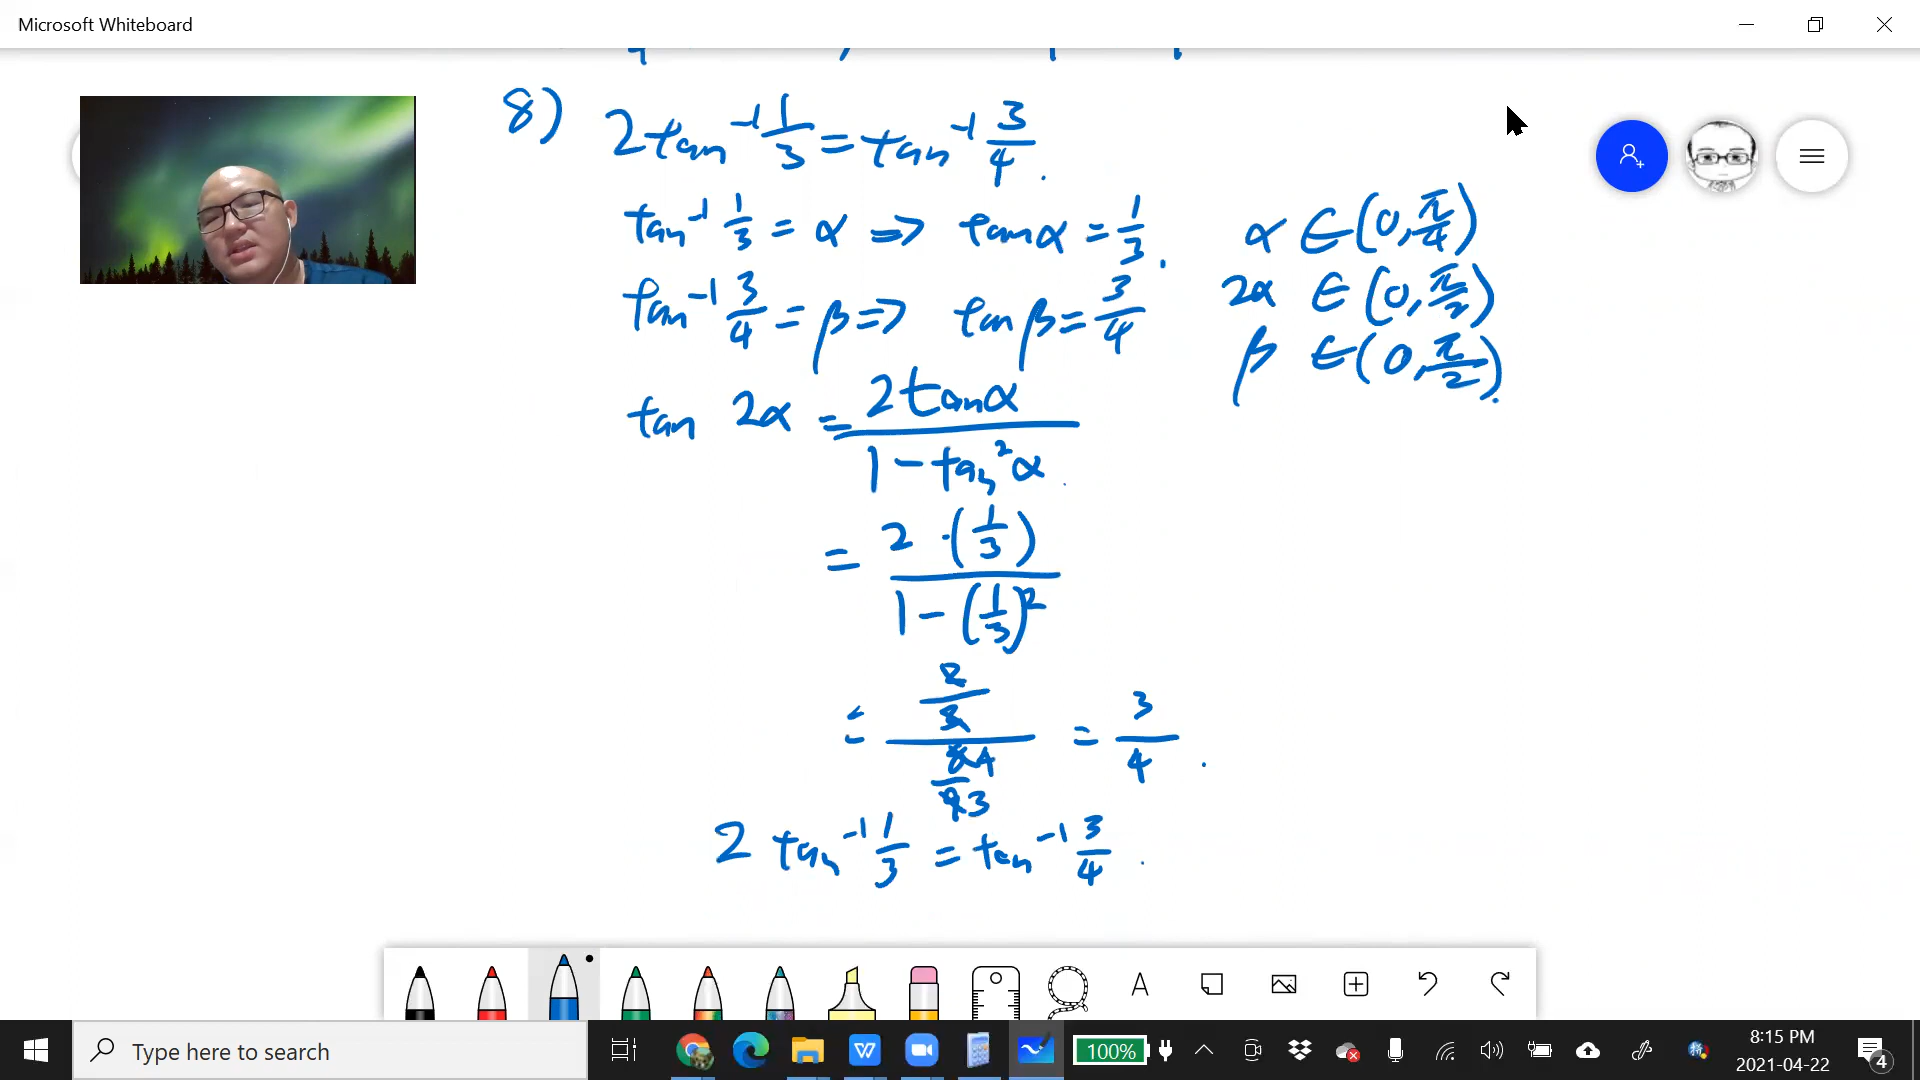 Microsoft Whiteboard
8) 2tan⁻¹ 1/3 = tan⁻¹ 3/4.
tan⁻¹ 1/3 = α ⇒ tanα = 1/3. α ∈ (0, π/4)
2α ∈ (0, π/2)
tan⁻¹ 3/4 = β ⇒ tanβ = 3/4
β ∈ (0, π/2).
tan 2α = 2tanα / 1 - tan²α
= 2·(1/3) / 1 - (1/3)²
= 2/3 / 8/9 4 3 = 3/4.
2 tan⁻¹ 1/3 = tan⁻¹ 3/4.
A
Type here to search
100%
8:15 PM
2021-04-22
4